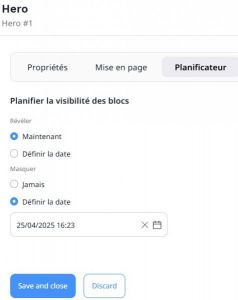 Hero
Hero #1
Propriétés Mise en page Planificateur
Planifier la visibilité des blocs
Révéler
Maintenant
Définir la date
Masquer
Jamais
Définir la date
25/04/2025 16:23
Save and close Discard